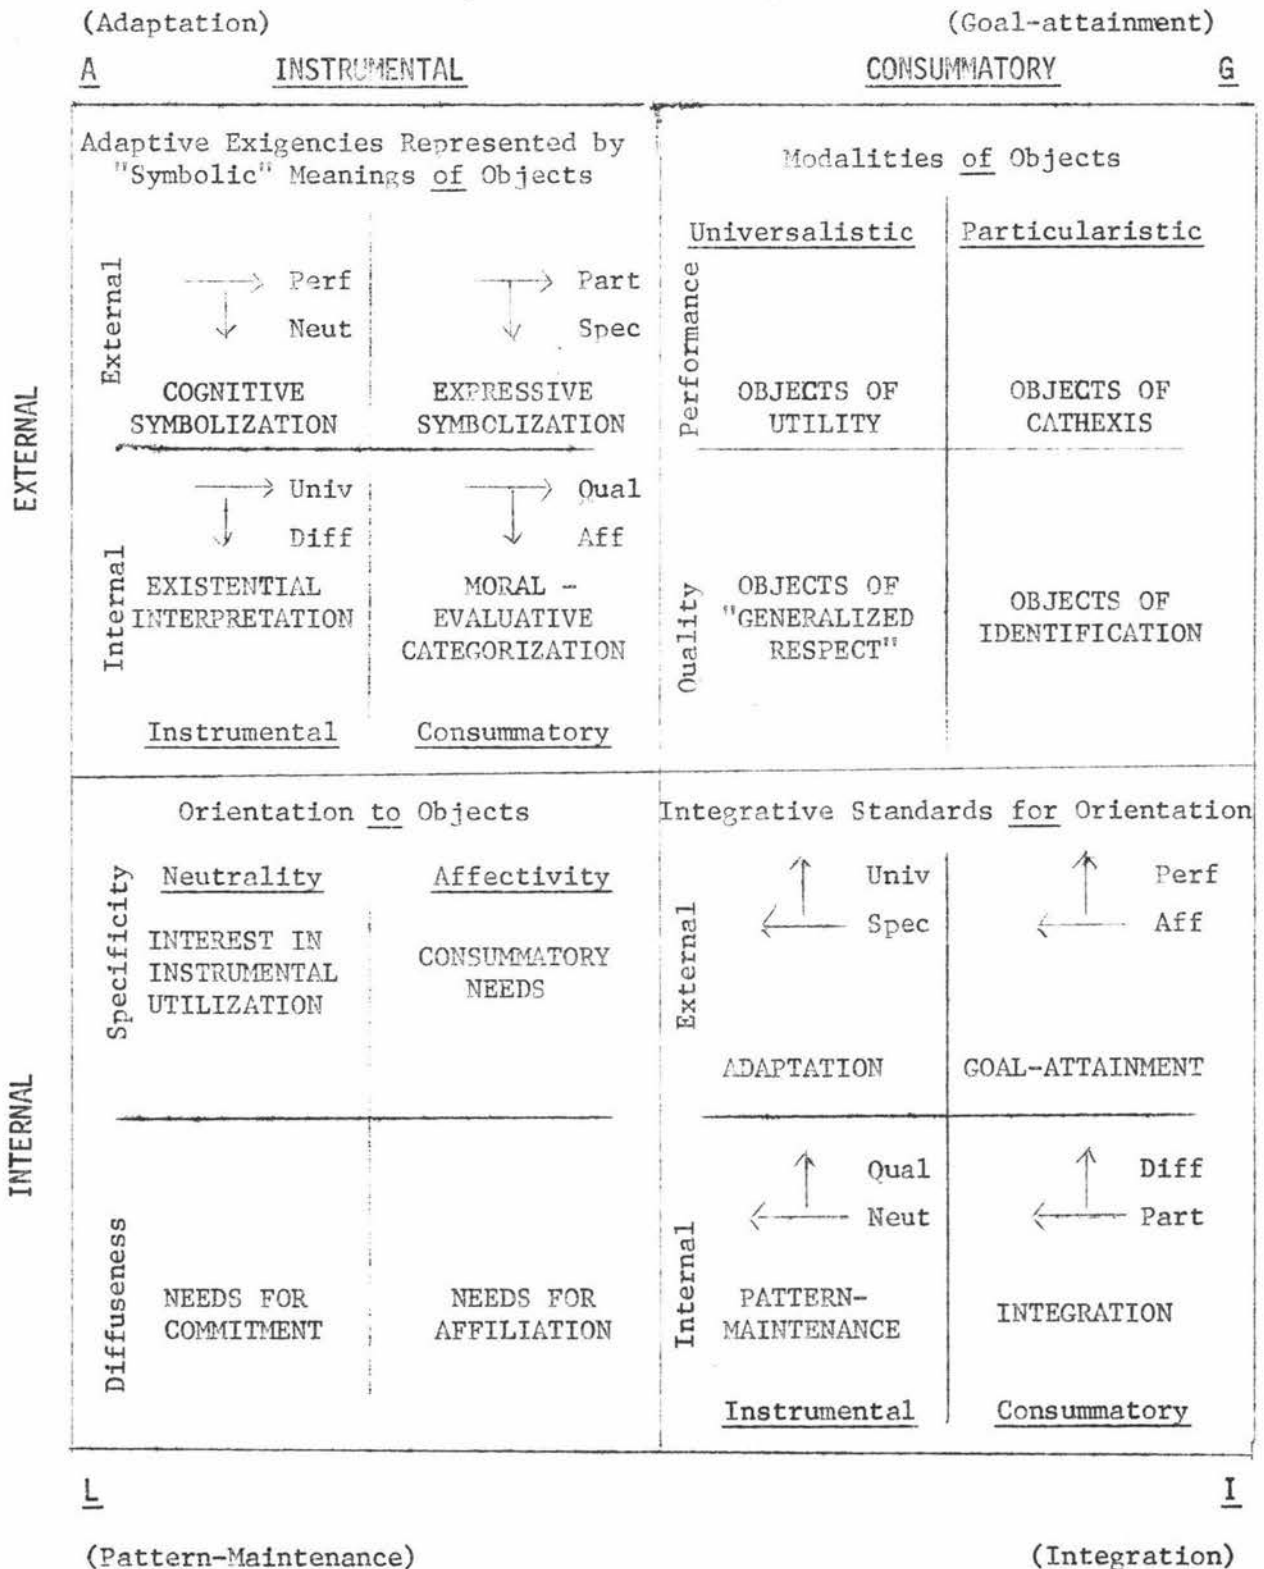 (Adaptation) (Goal-attainment)
A INSTRUMENTAL CONSUMMATORY G
EXTERNAL
Adaptive Exigencies Represented by
"Symbolic" Meanings of Objects
External
Perf
Neut
COGNITIVE
SYMBOLIZATION
Part
Spec
EXPRESSIVE
SYMBOLIZATION
Internal
Univ
Diff
EXISTENTIAL
INTERPRETATION
Qual
Aff
MORAL -
EVALUATIVE
CATEGORIZATION
Instrumental Consummatory
Modalities of Objects
Universalistic Particularistic
Performance
OBJECTS OF
UTILITY
OBJECTS OF
CATHEXIS
Quality
OBJECTS OF
"GENERALIZED
RESPECT"
OBJECTS OF
IDENTIFICATION
INTERNAL
Orientation to Objects
Neutrality Affectivity
Specificity
INTEREST IN
INSTRUMENTAL
UTILIZATION
CONSUMMATORY
NEEDS
Diffuseness
NEEDS FOR
COMMITMENT
NEEDS FOR
AFFILIATION
Integrative Standards for Orientation
External
Univ
Spec
ADAPTATION
Perf
Aff
GOAL-ATTAINMENT
Internal
Qual
Neut
PATTERN-
MAINTENANCE
Diff
Part
INTEGRATION
Instrumental Consummatory
L I
(Pattern-Maintenance) (Integration)